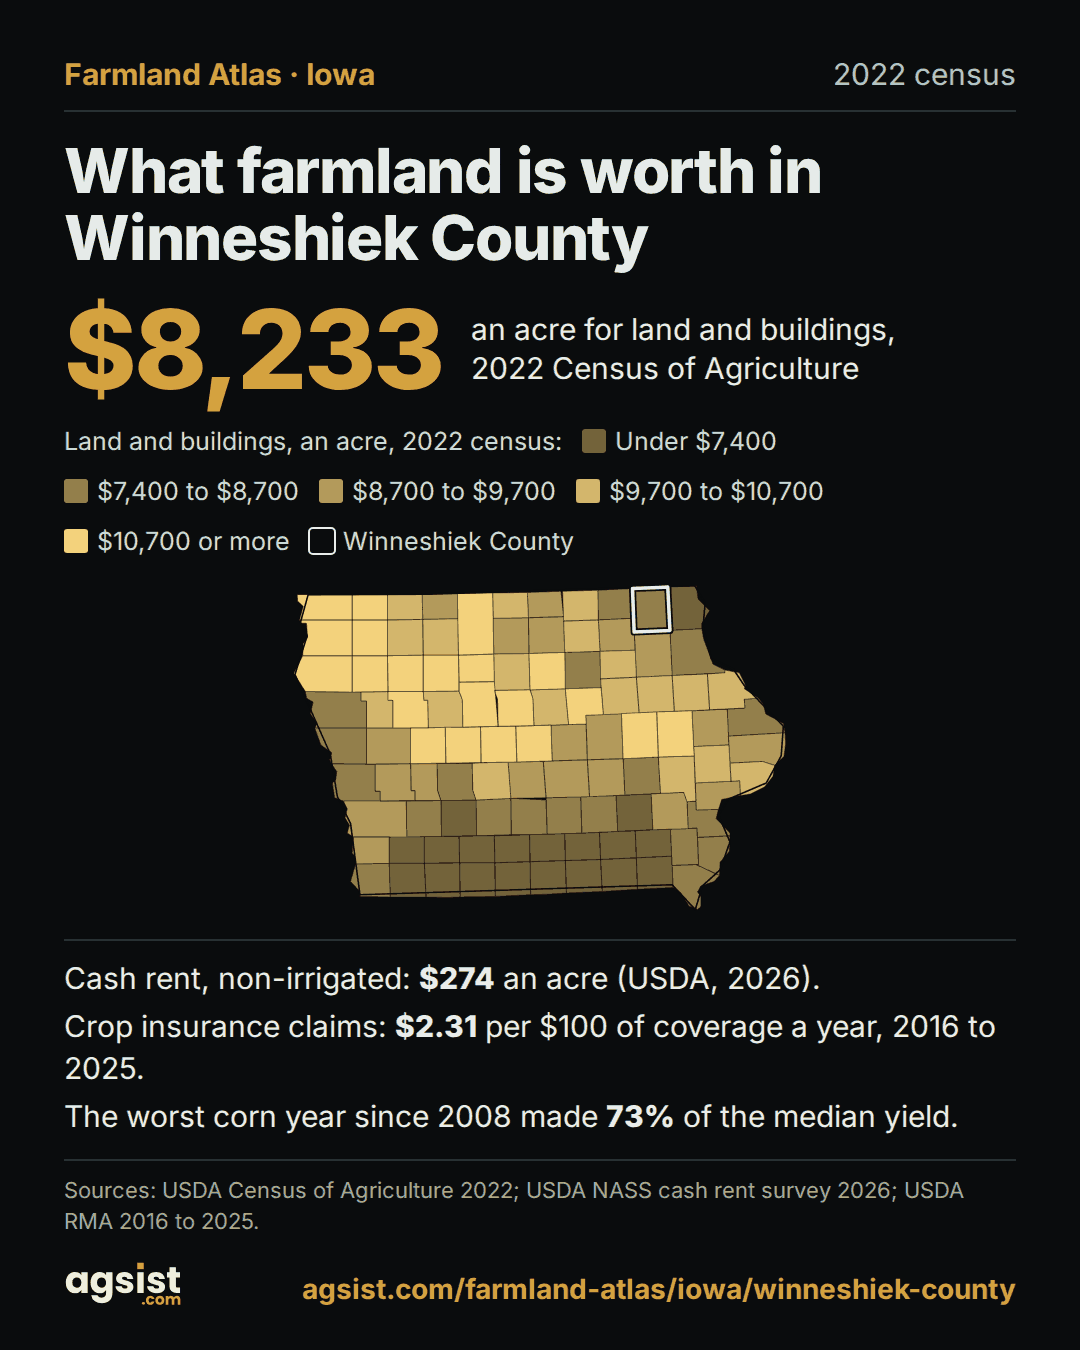 Farmland Atlas · Iowa
2022 census
What farmland is worth in
Winneshiek County
$8,233
an acre for land and buildings,
2022 Census of Agriculture
Land and buildings, an acre, 2022 census: Under $7,400
$7,400 to $8,700 $8,700 to $9,700 $9,700 to $10,700
$10,700 or more Winneshiek County
Cash rent, non-irrigated: $274 an acre (USDA, 2026).
Crop insurance claims: $2.31 per $100 of coverage a year, 2016 to
2025.
The worst corn year since 2008 made 73% of the median yield.
Sources: USDA Census of Agriculture 2022; USDA NASS cash rent survey 2026; USDA
RMA 2016 to 2025.
agsist
.com
agsist.com/farmland-atlas/iowa/winneshiek-county